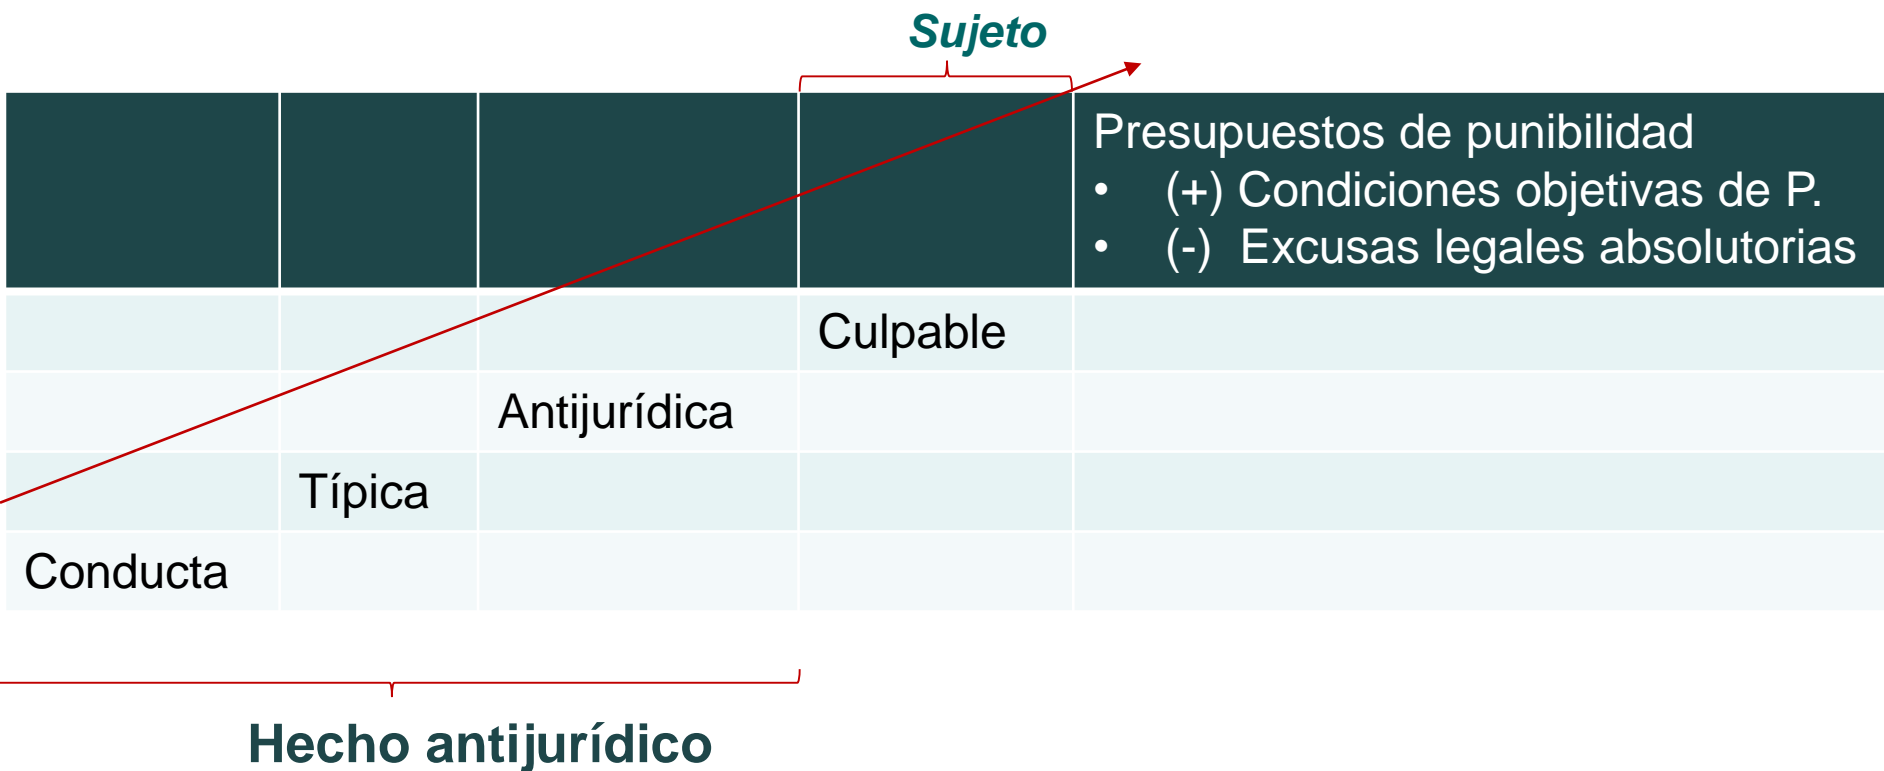 Sujeto
Presupuestos de punibilidad
• (+) Condiciones objetivas de P.
• (-) Excusas legales absolutorias
Culpable
Antijurídica
Típica
Conducta
Hecho antijurídico